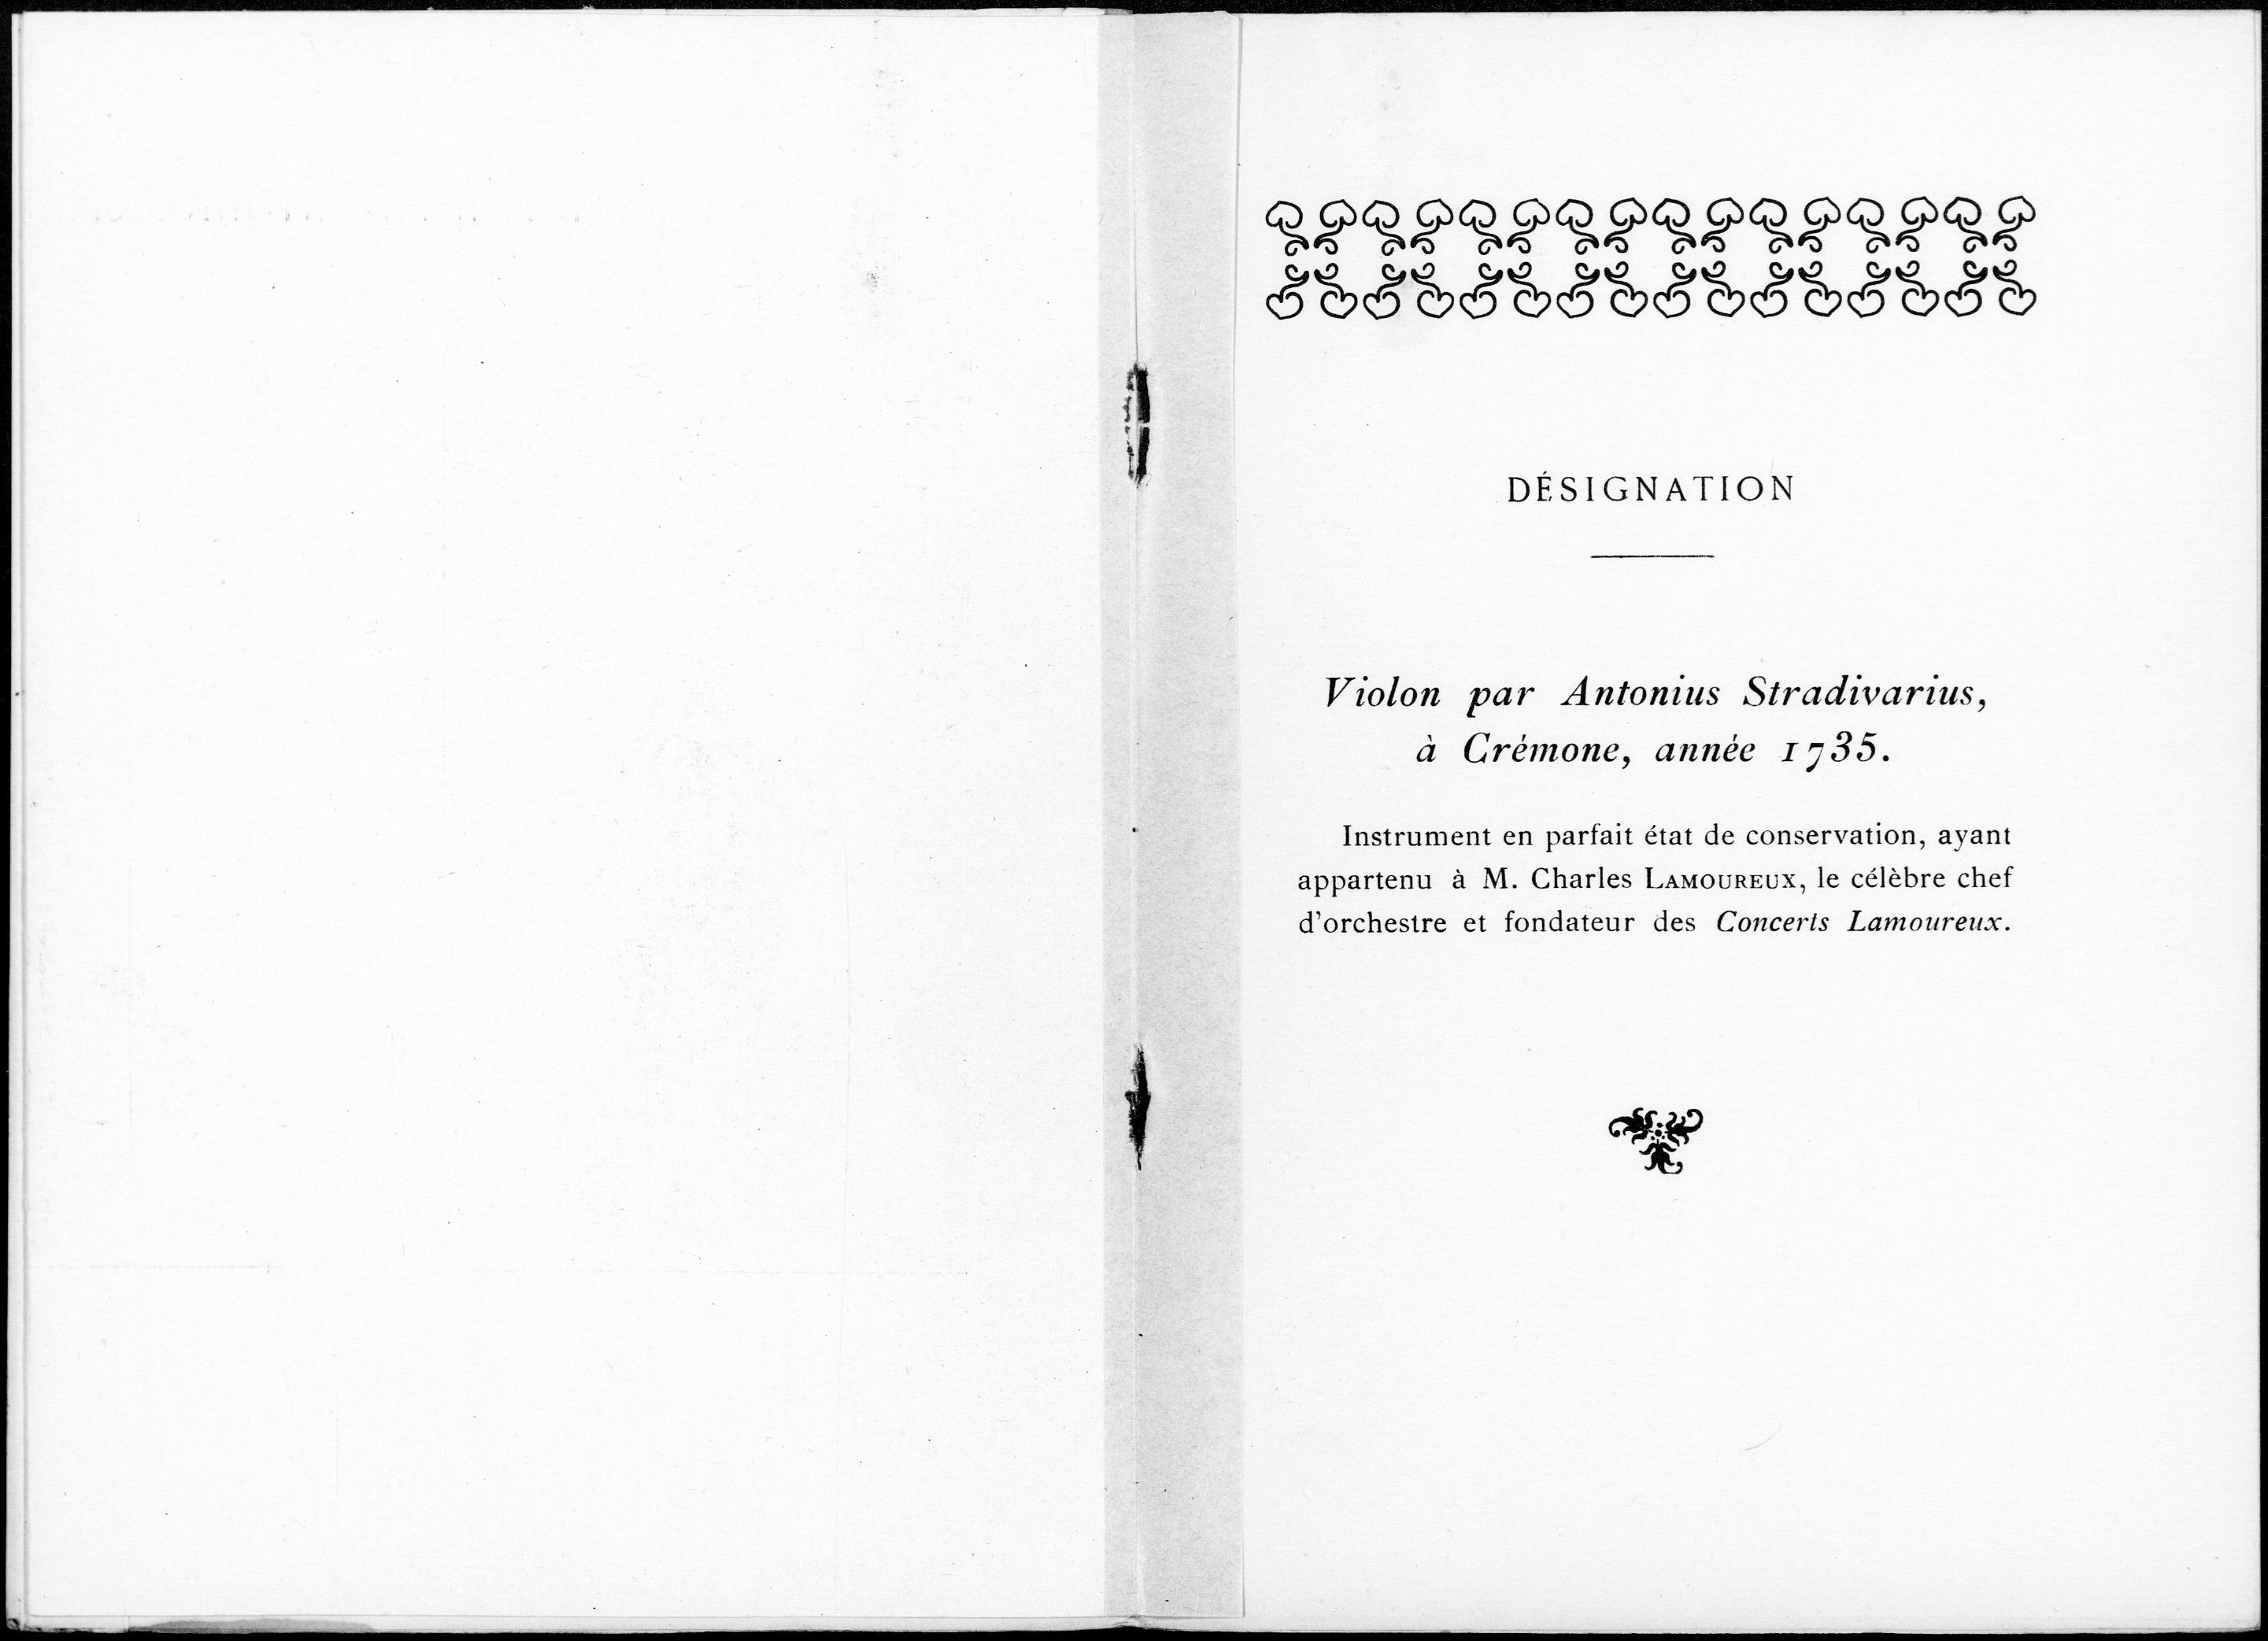 DÉSIGNATION
Violon par Antonius Stradivarius,
à Crémone, année 1735.
Instrument en parfait état de conservation, ayant
appartenu à M. Charles LAMOUREUX, le célèbre chef
d'orchestre et fondateur des Concerts Lamoureux.